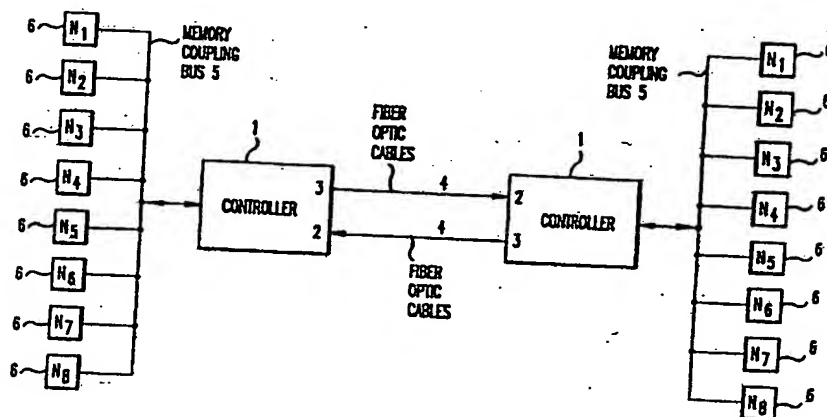 6 N1
6 N2
6 N3
6 N4
6 N5
6 N6
6 N7
6 N8
MEMORY
COUPLING
BUS 5
1
CONTROLLER
3
2
FIBER
OPTIC
CABLES
4
4
FIBER
OPTIC
CABLES
1
CONTROLLER
2
3
MEMORY
COUPLING
BUS 5
N1
N2 6
N3 6
N4 6
N5 6
N6 6
N7 6
N8 6